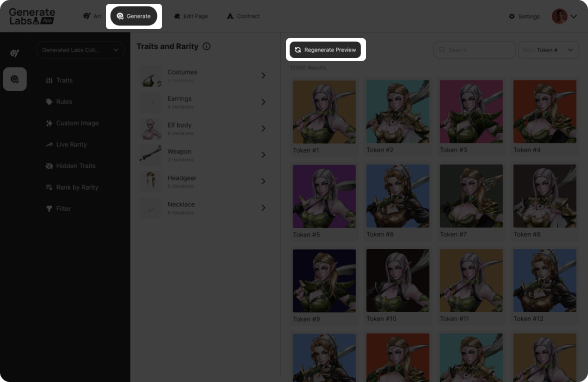 Generate
Labs App
Art
Generate
Edit Page
Contract
Settings
Generated Labs Coll...
Traits
Rules
Custom Image
Live Rarity
Hidden Traits
Rank by Rarity
Filter
Traits and Rarity
Costumes
Earrings
Elf body
Weapon
Headgear
Necklace
Regenerate Preview
Search
Token #
Token #1
Token #2
Token #3
Token #4
Token #5
Token #6
Token #7
Token #8
Token #9
Token #10
Token #11
Token #12